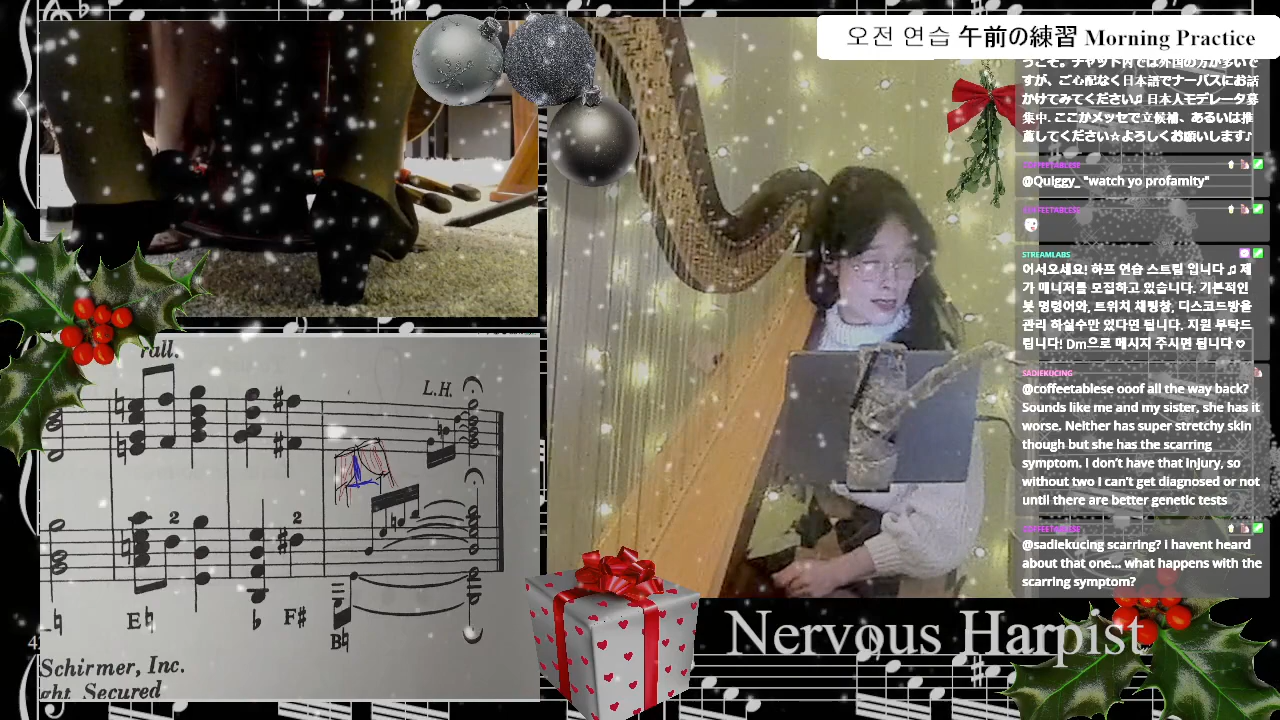 오전 연습 午前の練習 Morning Practice
うこそ。チャット内では外国の方が多いで
すが、ご心配なく日本語でナーバスにお話
かけてみてください♫ 日本人モデレータ募
集中. ここかメッセで立候補、あるいは推
薦してください☆よろしくお願いします♪
COFFEETABLESE
@Quiggy_ "watch yo profamity"
COFFEETABLESE
STREAMLABS
어서오세요! 하프 연습 스트림 입니다 ♫ 제
가 매니저를 모집하고 있습니다. 기본적인
봇 명령어와, 트위치 채팅창, 디스코드방을
관리 하실수만 있다면 됩니다. 지원 부탁드
립니다! Dm으로 메시지 주시면 됩니다 ♡
SADIEKUCING
@coffeetablese ooof all the way back?
Sounds like me and my sister, she has it
worse. Neither has super stretchy skin
though but she has the scarring
symptom. I don't have that injury, so
without two I can't get diagnosed or not
until there are better genetic tests
COFFEETABLESE
@sadiekucing scarring? i havent heard
about that one... what happens with the
scarring symptom?
rall.
L.H.
2
2
E♮
♭
F#
B♮
4
Schirmer, Inc.
ght Secured
Nervous Harpist